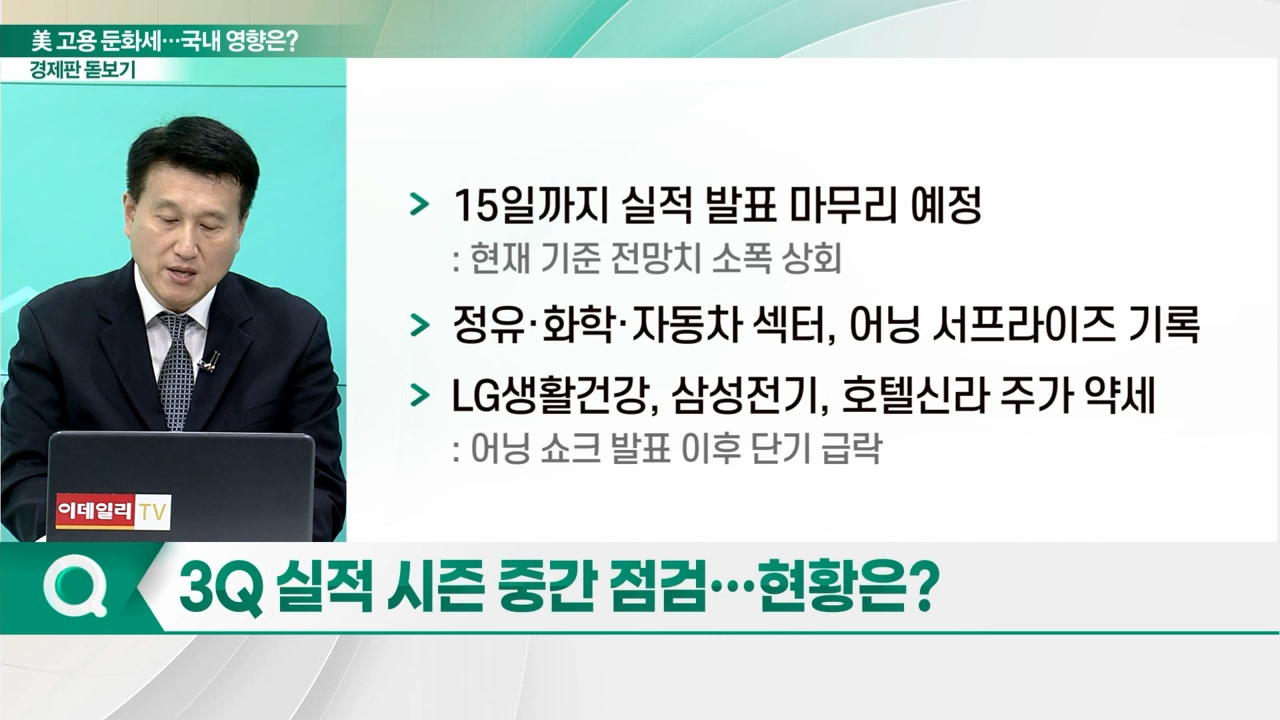 美 고용 둔화세…국내 영향은?
경제판 돋보기
> 15일까지 실적 발표 마무리 예정
: 현재 기준 전망치 소폭 상회
> 정유·화학·자동차 섹터, 어닝 서프라이즈 기록
> LG생활건강, 삼성전기, 호텔신라 주가 약세
: 어닝 쇼크 발표 이후 단기 급락
이데일리 TV
Q 3Q 실적 시즌 중간 점검…현황은?